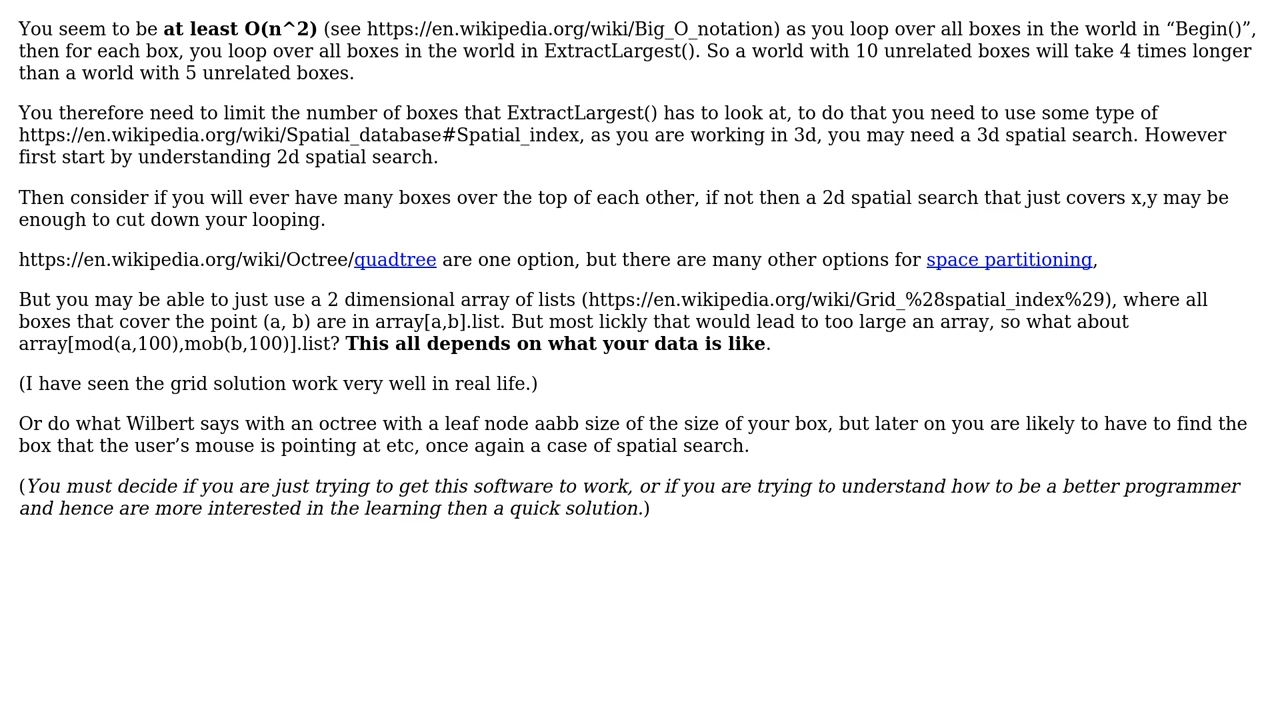 You seem to be at least O(n^2) (see https://en.wikipedia.org/wiki/Big_O_notation) as you loop over all boxes in the world in “Begin()”,
then for each box, you loop over all boxes in the world in ExtractLargest(). So a world with 10 unrelated boxes will take 4 times longer
than a world with 5 unrelated boxes.
You therefore need to limit the number of boxes that ExtractLargest() has to look at, to do that you need to use some type of
https://en.wikipedia.org/wiki/Spatial_database#Spatial_index, as you are working in 3d, you may need a 3d spatial search. However
first start by understanding 2d spatial search.
Then consider if you will ever have many boxes over the top of each other, if not then a 2d spatial search that just covers x,y may be
enough to cut down your looping.
https://en.wikipedia.org/wiki/Octree/quadtree are one option, but there are many other options for space partitioning,
But you may be able to just use a 2 dimensional array of lists (https://en.wikipedia.org/wiki/Grid_%28spatial_index%29), where all
boxes that cover the point (a, b) are in array[a,b].list. But most lickly that would lead to too large an array, so what about
array[mod(a,100),mob(b,100)].list? This all depends on what your data is like.
(I have seen the grid solution work very well in real life.)
Or do what Wilbert says with an octree with a leaf node aabb size of the size of your box, but later on you are likely to have to find the
box that the user’s mouse is pointing at etc, once again a case of spatial search.
(You must decide if you are just trying to get this software to work, or if you are trying to understand how to be a better programmer
and hence are more interested in the learning then a quick solution.)